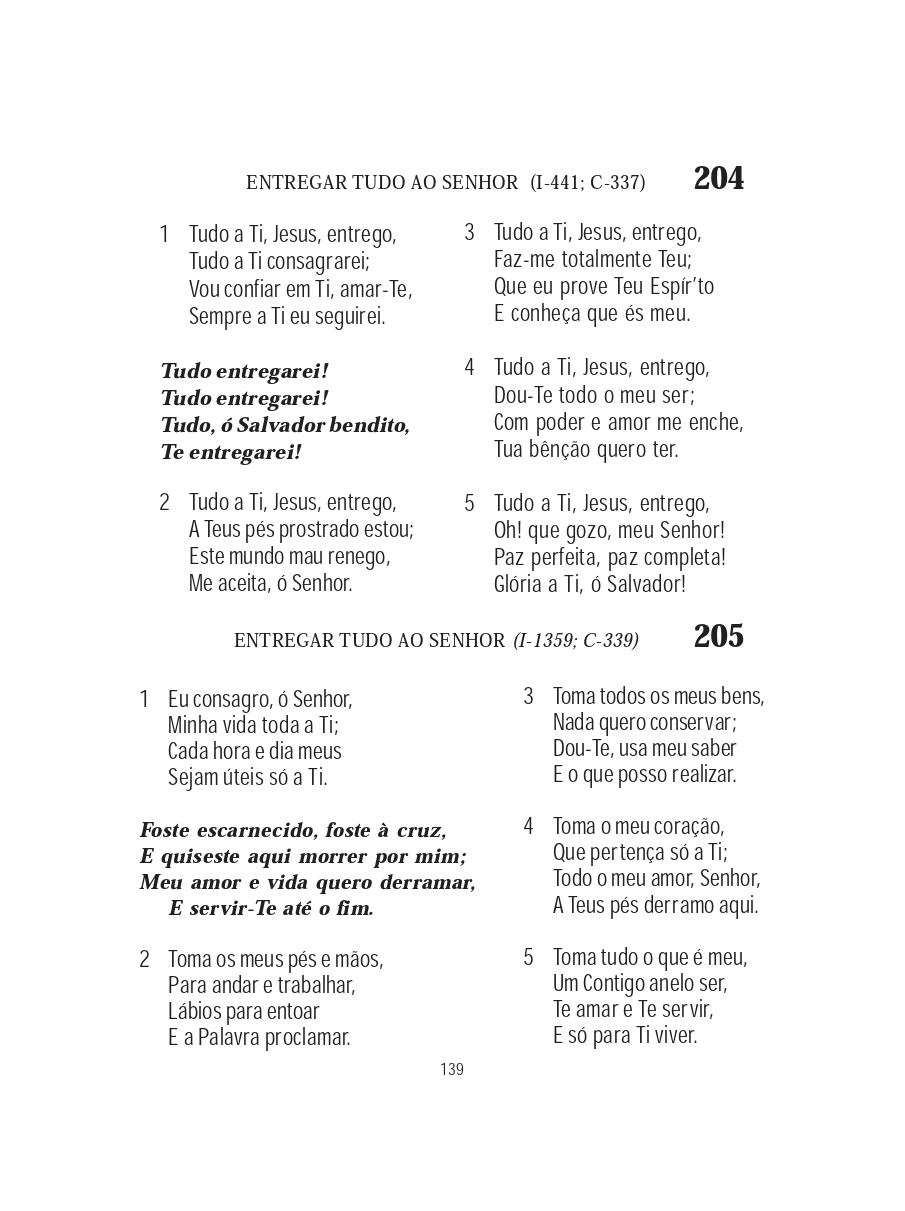 ENTREGAR TUDO AO SENHOR (I-441; C-337) 204
1 Tudo a Ti, Jesus, entrego,
Tudo a Ti consagrarei;
Vou confiar em Ti, amar-Te,
Sempre a Ti eu seguirei.
Tudo entregarei!
Tudo entregarei!
Tudo, ó Salvador bendito,
Te entregarei!
2 Tudo a Ti, Jesus, entrego,
A Teus pés prostrado estou;
Este mundo mau renego,
Me aceita, ó Senhor.
3 Tudo a Ti, Jesus, entrego,
Faz-me totalmente Teu;
Que eu prove Teu Espír’to
E conheça que és meu.
4 Tudo a Ti, Jesus, entrego,
Dou-Te todo o meu ser;
Com poder e amor me enche,
Tua bênção quero ter.
5 Tudo a Ti, Jesus, entrego,
Oh! que gozo, meu Senhor!
Paz perfeita, paz completa!
Glória a Ti, ó Salvador!
ENTREGAR TUDO AO SENHOR (I-1359; C-339) 205
1 Eu consagro, ó Senhor,
Minha vida toda a Ti;
Cada hora e dia meus
Sejam úteis só a Ti.
Foste escarnecido, foste à cruz,
E quiseste aqui morrer por mim;
Meu amor e vida quero derramar,
E servir-Te até o fim.
2 Toma os meus pés e mãos,
Para andar e trabalhar,
Lábios para entoar
E a Palavra proclamar.
3 Toma todos os meus bens,
Nada quero conservar;
Dou-Te, usa meu saber
E o que posso realizar.
4 Toma o meu coração,
Que pertença só a Ti;
Todo o meu amor, Senhor,
A Teus pés derramo aqui.
5 Toma tudo o que é meu,
Um Contigo anelo ser,
Te amar e Te servir,
E só para Ti viver.
139